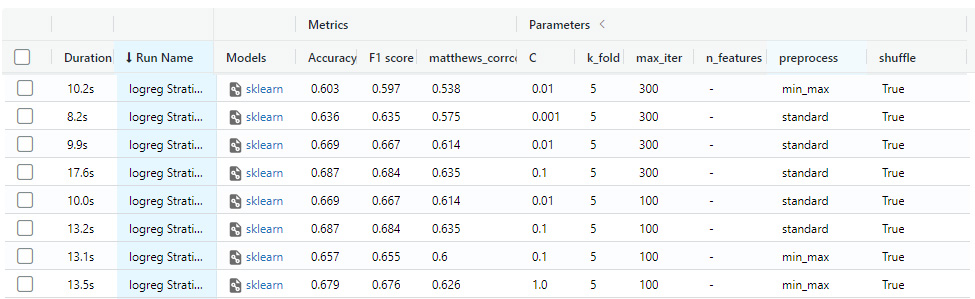 Metrics Parameters <
Duration ↓ Run Name Models Accuracy F1 score matthews_corrc C k_fold max_iter n_features preprocess shuffle
10.2s logreg Strati... sklearn 0.603 0.597 0.538 0.01 5 300 - min_max True
8.2s logreg Strati... sklearn 0.636 0.635 0.575 0.001 5 300 - standard True
9.9s logreg Strati... sklearn 0.669 0.667 0.614 0.01 5 300 - standard True
17.6s logreg Strati... sklearn 0.687 0.684 0.635 0.1 5 300 - standard True
10.0s logreg Strati... sklearn 0.669 0.667 0.614 0.01 5 100 - standard True
13.2s logreg Strati... sklearn 0.687 0.684 0.635 0.1 5 100 - standard True
13.1s logreg Strati... sklearn 0.657 0.655 0.6 0.1 5 100 - min_max True
13.5s logreg Strati... sklearn 0.679 0.676 0.626 1.0 5 100 - min_max True